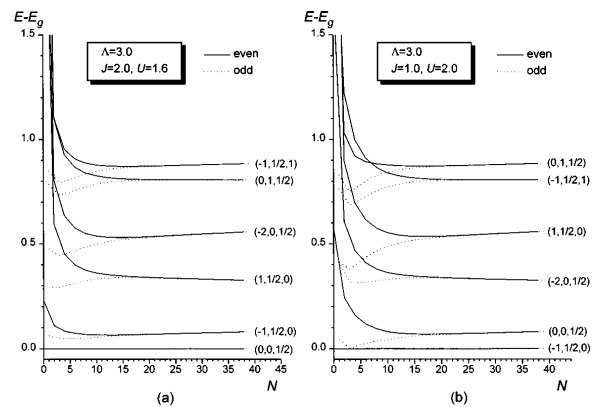 E-Eg
1.5
1.0
0.5
0.0
Λ=3.0
J=2.0, U=1.6
even
odd
(-1,1/2,1)
(0,1,1/2)
(-2,0,1/2)
(1,1/2,0)
(-1,1/2,0)
(0,0,1/2)
0 5 10 15 20 25 30 35 40 45
N
(a)
E-Eg
1.5
1.0
0.5
0.0
Λ=3.0
J=1.0, U=2.0
even
odd
(0,1,1/2)
(-1,1/2,1)
(1,1/2,0)
(-2,0,1/2)
(0,0,1/2)
(-1,1/2,0)
0 5 10 15 20 25 30 35 40 45
N
(b)